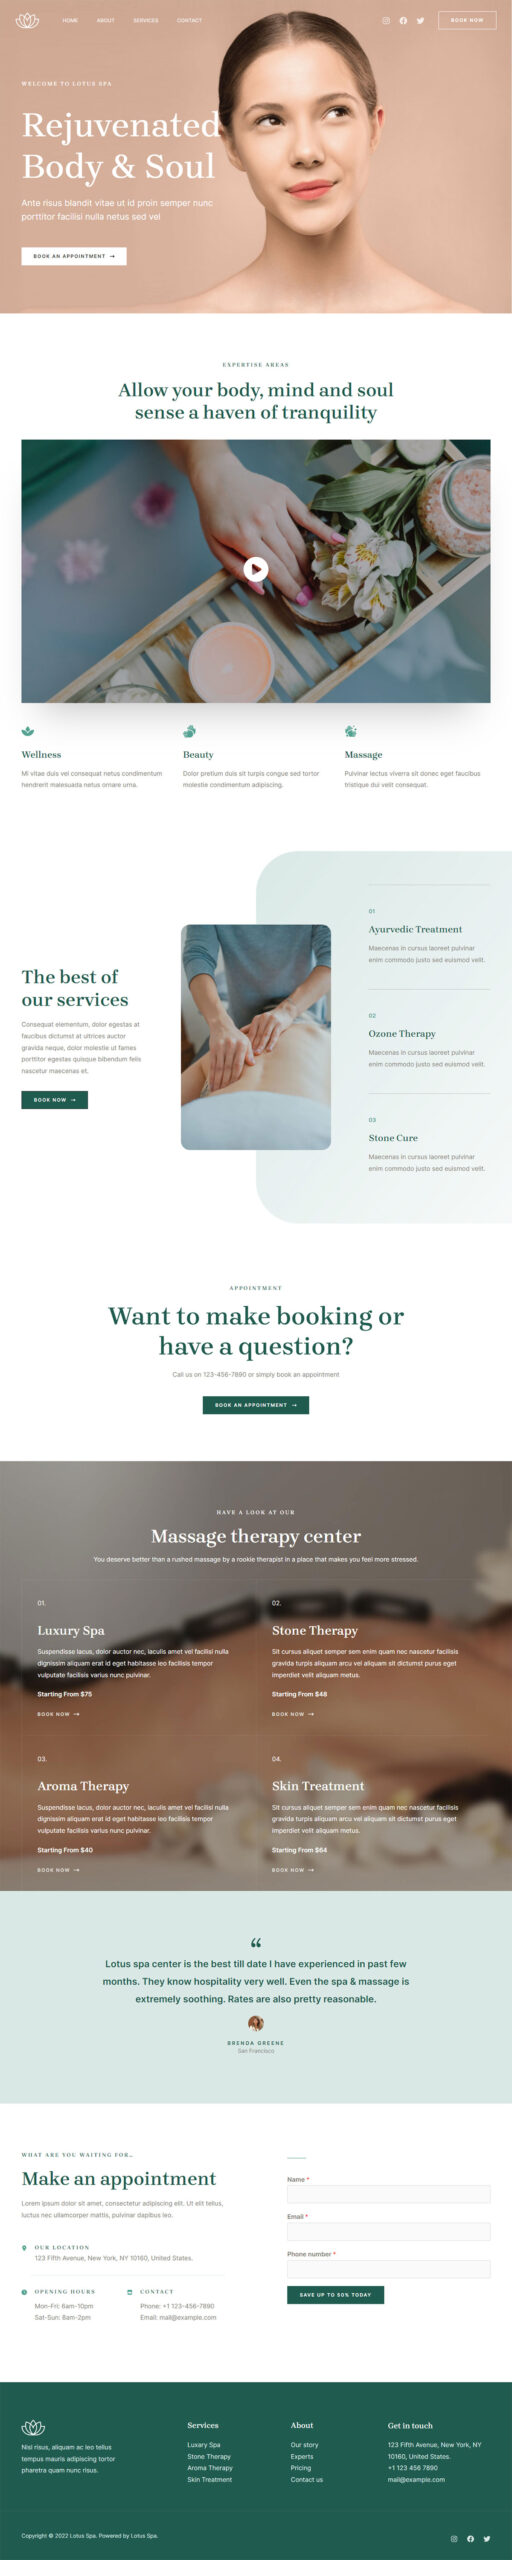 HOME ABOUT SERVICES CONTACT BOOK NOW
WELCOME TO LOTUS SPA
Rejuvenated
Body & Soul
Ante risus blandit vitae ut id proin semper nunc
porttitor facilisi nulla netus sed vel
BOOK AN APPOINTMENT →
EXPERTISE AREAS
Allow your body, mind and soul
sense a haven of tranquility
Wellness
Mi vitae duis vel consequat netus condimentum
hendrerit malesuada netus ornare urna.
Beauty
Dolor pretium duis sit turpis congue sed tortor
molestie condimentum adipiscing.
Massage
Pulvinar lectus viverra sit donec eget faucibus
tristique dui velit consequat.
The best of
our services
Consequat elementum, dolor egestas at
faucibus dictumst at ultrices auctor
gravida neque, dolor molestie ut fames
porttitor egestas quisque bibendum felis
nascetur maecenas et.
BOOK NOW →
01
Ayurvedic Treatment
Maecenas in cursus laoreet pulvinar
enim commodo justo sed euismod velit.
02
Ozone Therapy
Maecenas in cursus laoreet pulvinar
enim commodo justo sed euismod velit.
03
Stone Cure
Maecenas in cursus laoreet pulvinar
enim commodo justo sed euismod velit.
APPOINTMENT
Want to make booking or
have a question?
Call us on 123-456-7890 or simply book an appointment
BOOK AN APPOINTMENT →
HAVE A LOOK AT OUR
Massage therapy center
You deserve better than a rushed massage by a rookie therapist in a place that makes you feel more stressed.
01.
Luxury Spa
Suspendisse lacus, dolor auctor nec, iaculis amet vel facilisi nulla
dignissim aliquam erat id eget habitasse leo facilisis tempor
vulputate facilisis varius nunc pulvinar.
Starting From $75
BOOK NOW →
02.
Stone Therapy
Sit cursus aliquet semper sem enim quam nec nascetur facilisis
gravida turpis aliquam arcu vel aliquam sit dictumst purus eget
imperdiet velit aliquam metus.
Starting From $48
BOOK NOW →
03.
Aroma Therapy
Suspendisse lacus, dolor auctor nec, iaculis amet vel facilisi nulla
dignissim aliquam erat id eget habitasse leo facilisis tempor
vulputate facilisis varius nunc pulvinar.
Starting From $40
BOOK NOW →
04.
Skin Treatment
Sit cursus aliquet semper sem enim quam nec nascetur facilisis
gravida turpis aliquam arcu vel aliquam sit dictumst purus eget
imperdiet velit aliquam metus.
Starting From $64
BOOK NOW →
“
Lotus spa center is the best till date I have experienced in past few
months. They know hospitality very well. Even the spa & massage is
extremely soothing. Rates are also pretty reasonable.
BRENDA GREENE
San Francisco
WHAT ARE YOU WAITING FOR...
Make an appointment
Lorem ipsum dolor sit amet, consectetur adipiscing elit. Ut elit tellus,
luctus nec ullamcorper mattis, pulvinar dapibus leo.
OUR LOCATION
123 Fifth Avenue, New York, NY 10160, United States.
OPENING HOURS
Mon-Fri: 6am-10pm
Sat-Sun: 8am-2pm
CONTACT
Phone: +1 123-456-7890
Email: mail@example.com
Name *
Email *
Phone number *
SAVE UP TO 50% TODAY
Nisl risus, aliquam ac leo tellus
tempus mauris adipiscing tortor
pharetra quam nunc risus.
Services
Luxary Spa
Stone Therapy
Aroma Therapy
Skin Treatment
About
Our story
Experts
Pricing
Contact us
Get in touch
123 Fifth Avenue, New York, NY
10160, United States.
+1 123 456 7890
mail@example.com
Copyright © 2022 Lotus Spa. Powered by Lotus Spa.